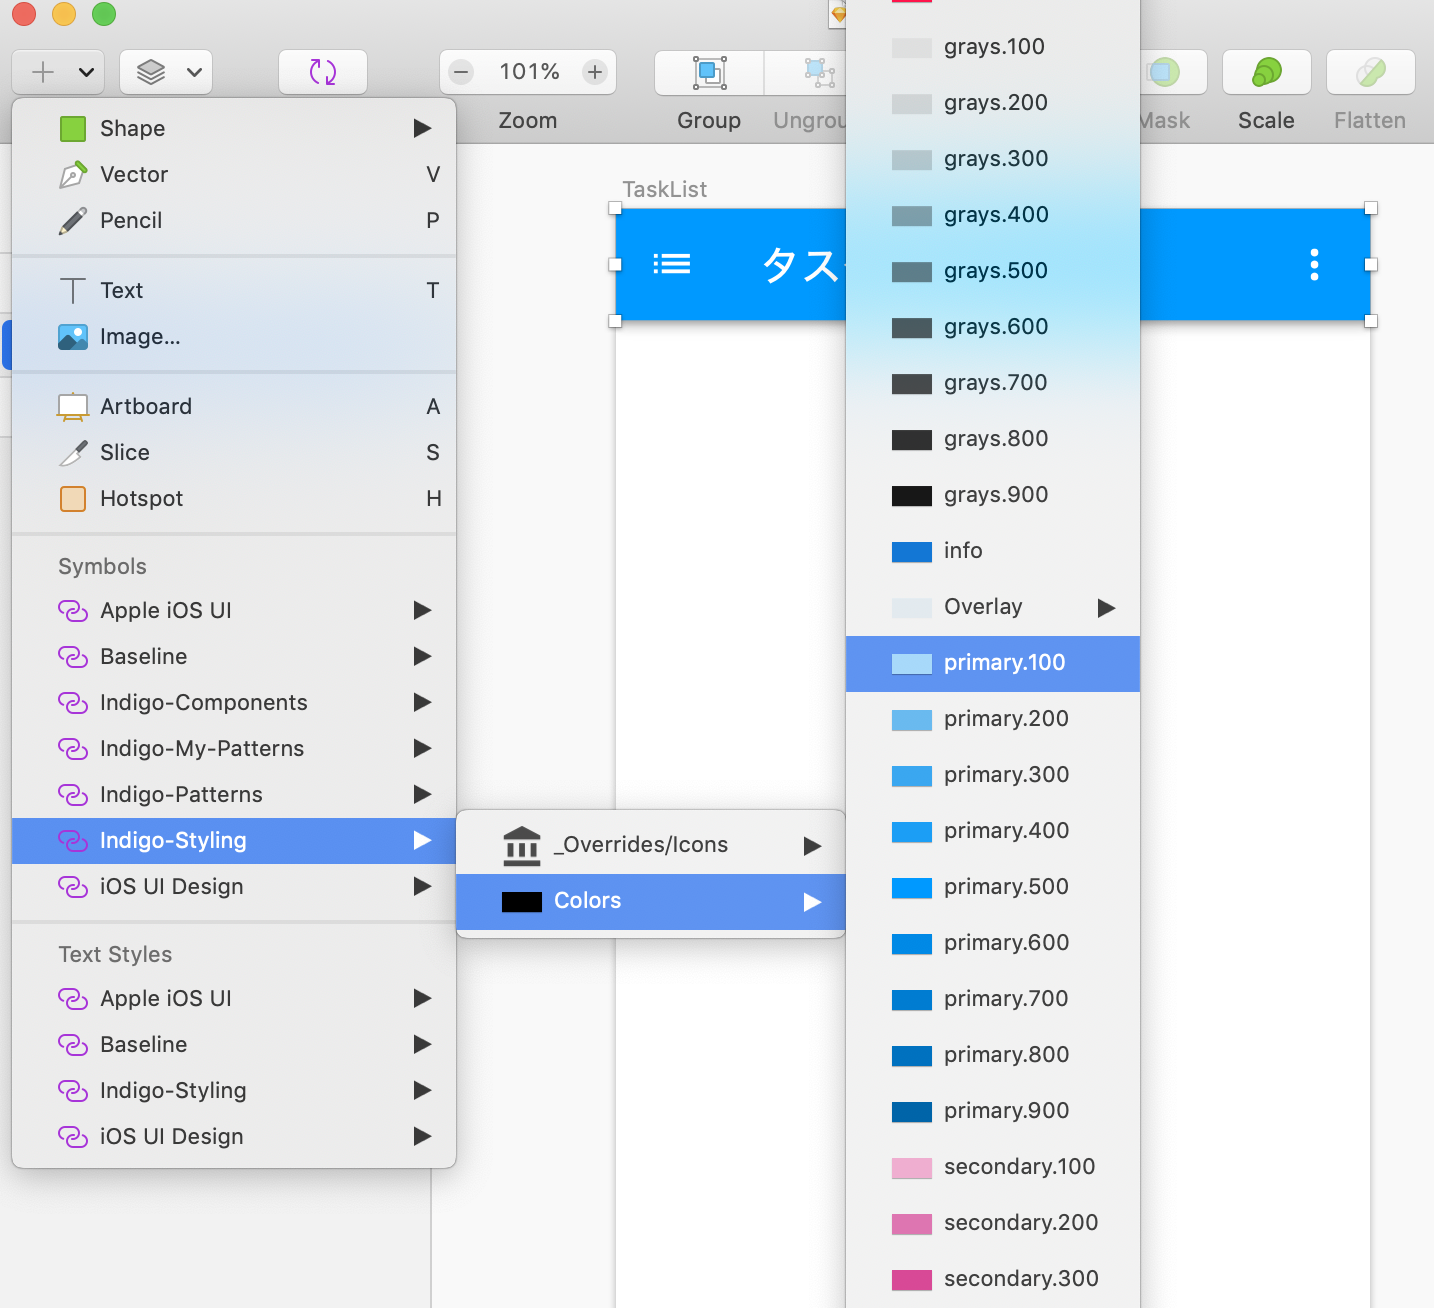 101%
Zoom
Group
Ungrou
Mask
Scale
Flatten
Shape
Vector V
Pencil P
Text T
Image...
Artboard A
Slice S
Hotspot H
Symbols
Apple iOS UI
Baseline
Indigo-Components
Indigo-My-Patterns
Indigo-Patterns
Indigo-Styling
iOS UI Design
Text Styles
Apple iOS UI
Baseline
Indigo-Styling
iOS UI Design
_Overrides/Icons
Colors
TaskList
タス
grays.100
grays.200
grays.300
grays.400
grays.500
grays.600
grays.700
grays.800
grays.900
info
Overlay
primary.100
primary.200
primary.300
primary.400
primary.500
primary.600
primary.700
primary.800
primary.900
secondary.100
secondary.200
secondary.300